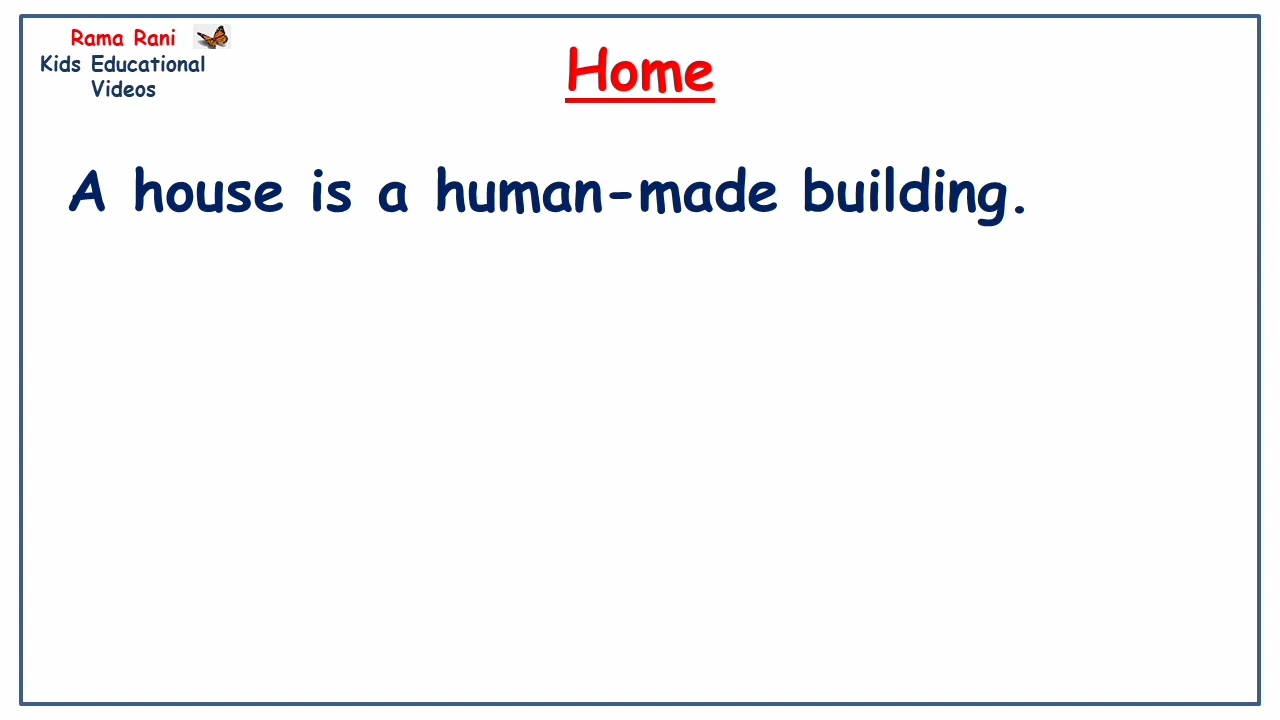 Rama Rani
Kids Educational
Videos
Home
A house is a human-made building.